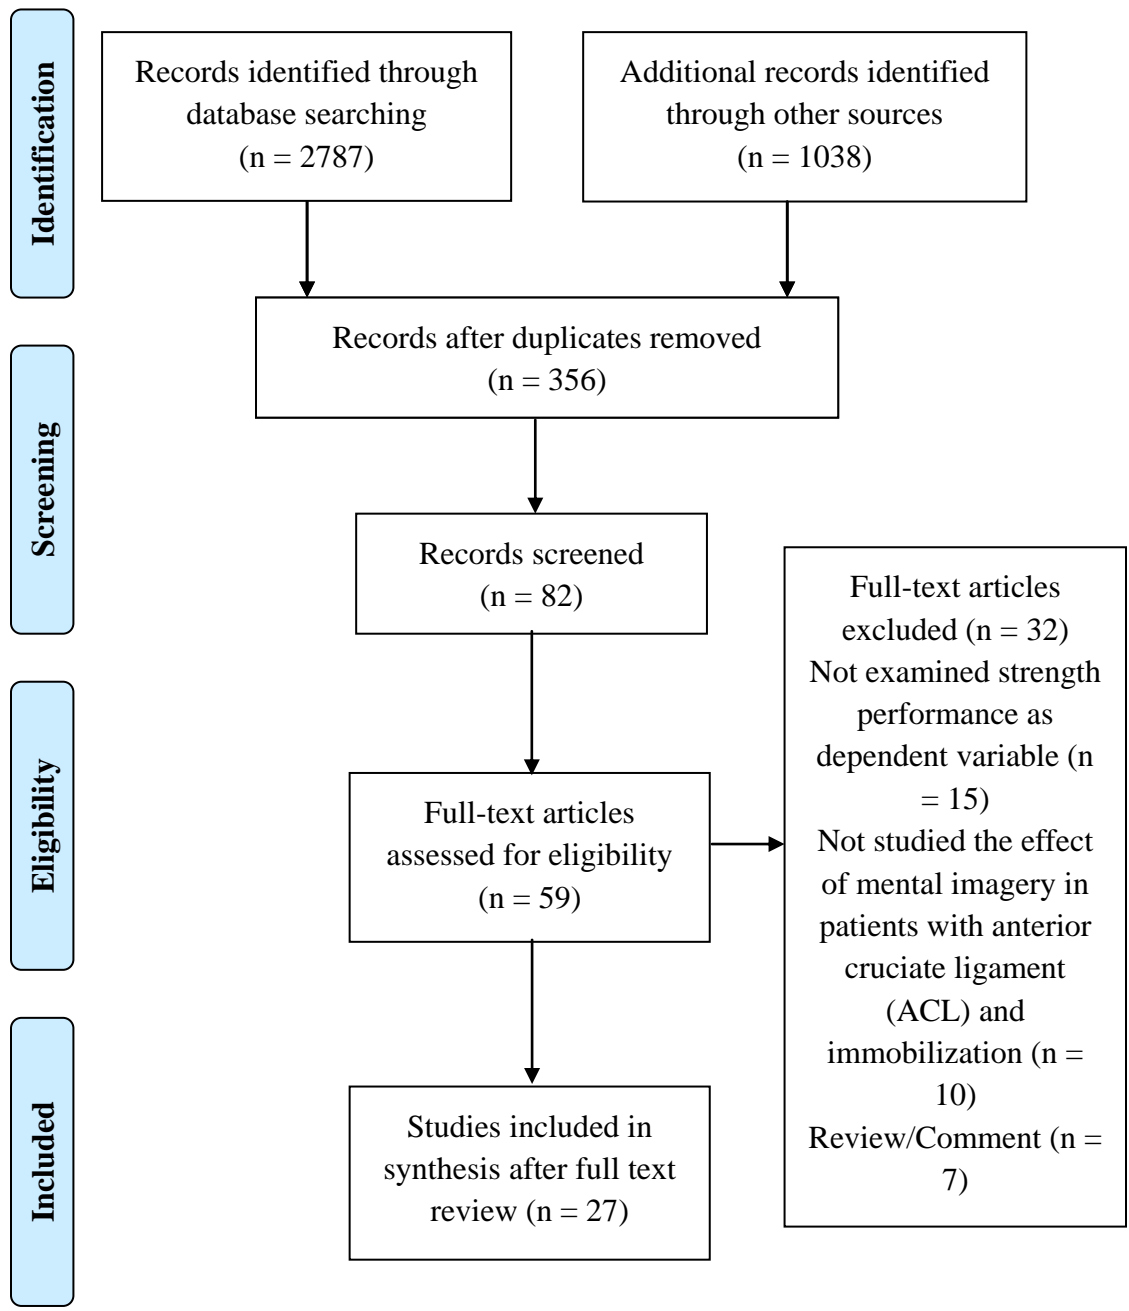 Identification
Records identified through
database searching
(n = 2787)
Additional records identified
through other sources
(n = 1038)
Records after duplicates removed
(n = 356)
Screening
Records screened
(n = 82)
Eligibility
Full-text articles
assessed for eligibility
(n = 59)
Full-text articles
excluded (n = 32)
Not examined strength
performance as
dependent variable (n
= 15)
Not studied the effect
of mental imagery in
patients with anterior
cruciate ligament
(ACL) and
immobilization (n =
10)
Review/Comment (n =
7)
Included
Studies included in
synthesis after full text
review (n = 27)